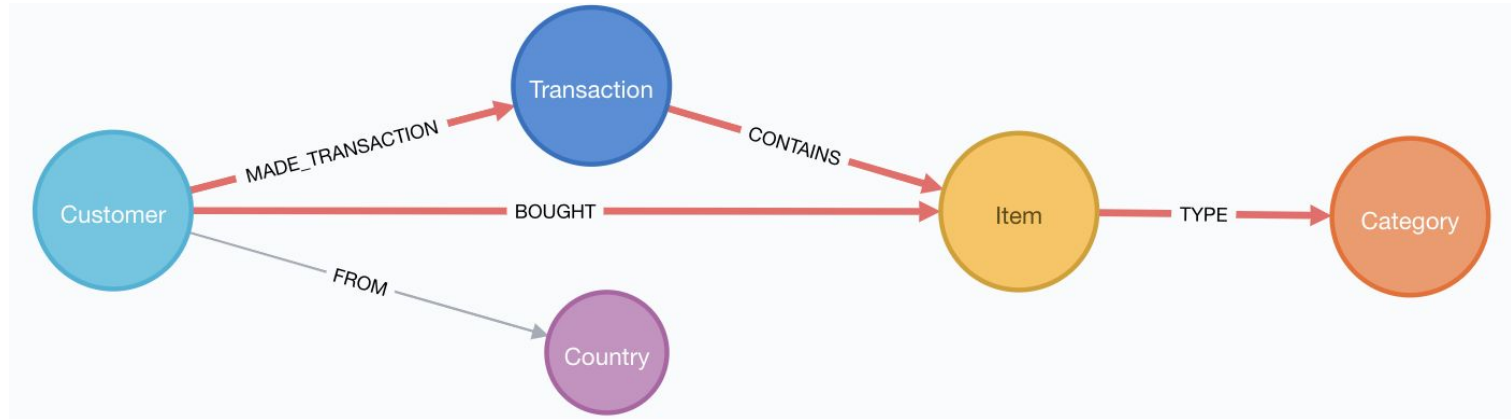 Transaction
MADE_TRANSACTION
CONTAINS
Customer
BOUGHT
Item
TYPE
Category
FROM
Country